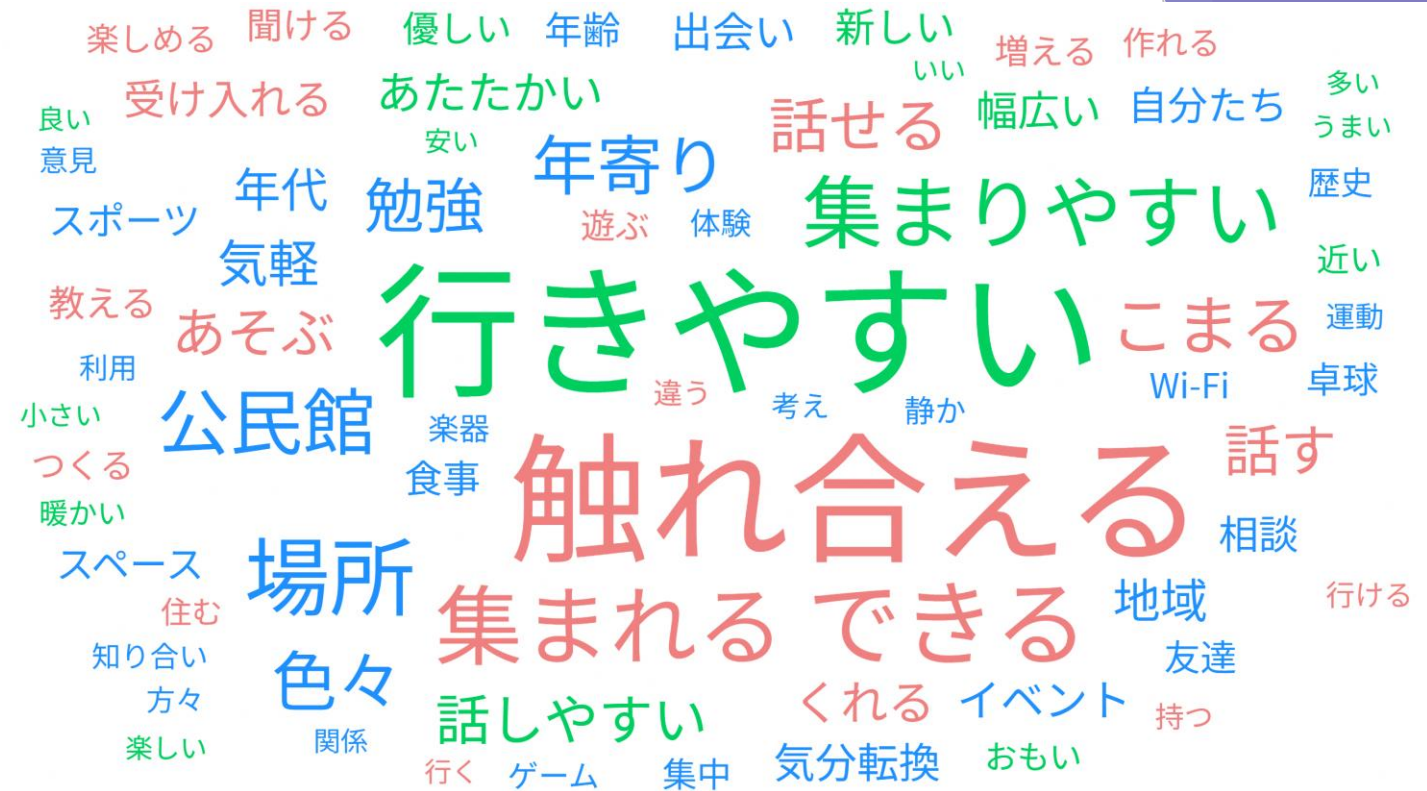 楽しめる 聞ける 優しい 年齢 出会い 新しい 増える 作れる
いい
良い 受け入れる あたたかい 話せる 幅広い 自分たち 多い
安い うまい
意見 年代 勉強 年寄り 集まりやすい 歴史
スポーツ 遊ぶ 体験
気軽 近い
教える あそぶ 行きやすい こまる 運動
利用 違う Wi-Fi 卓球
小さい 公民館 楽器 考え 静か
つくる 食事 触れ合える 話す
暖かい
スペース 場所 相談
住む 集まれる できる 地域 行ける
知り合い 色々 友達
方々 話しやすい くれる イベント 持つ
楽しい 関係
行く ゲーム 集中 気分転換 おもい